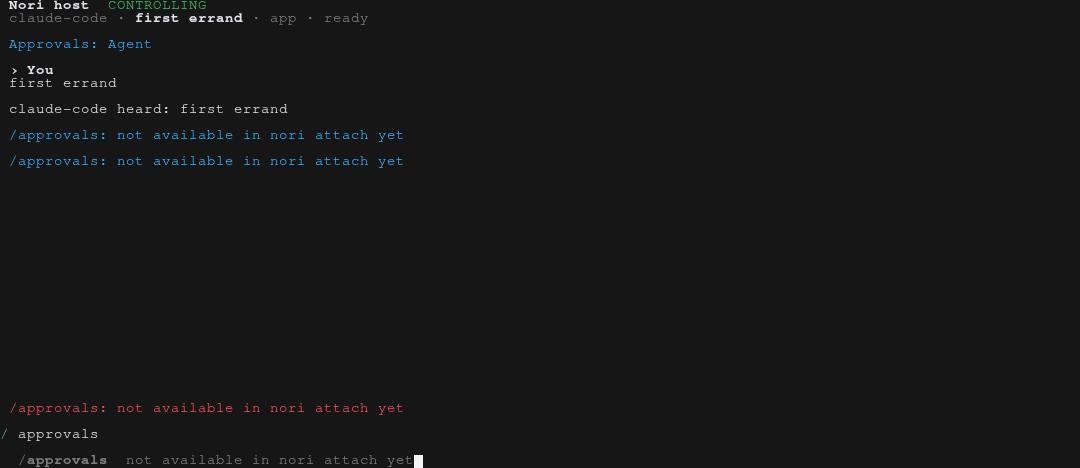 Nori host  CONTROLLING
claude-code · first errand · app · ready
Approvals: Agent
› You
first errand
claude-code heard: first errand
/approvals: not available in nori attach yet
/approvals: not available in nori attach yet
/approvals: not available in nori attach yet
/ approvals
/approvals  not available in nori attach yet